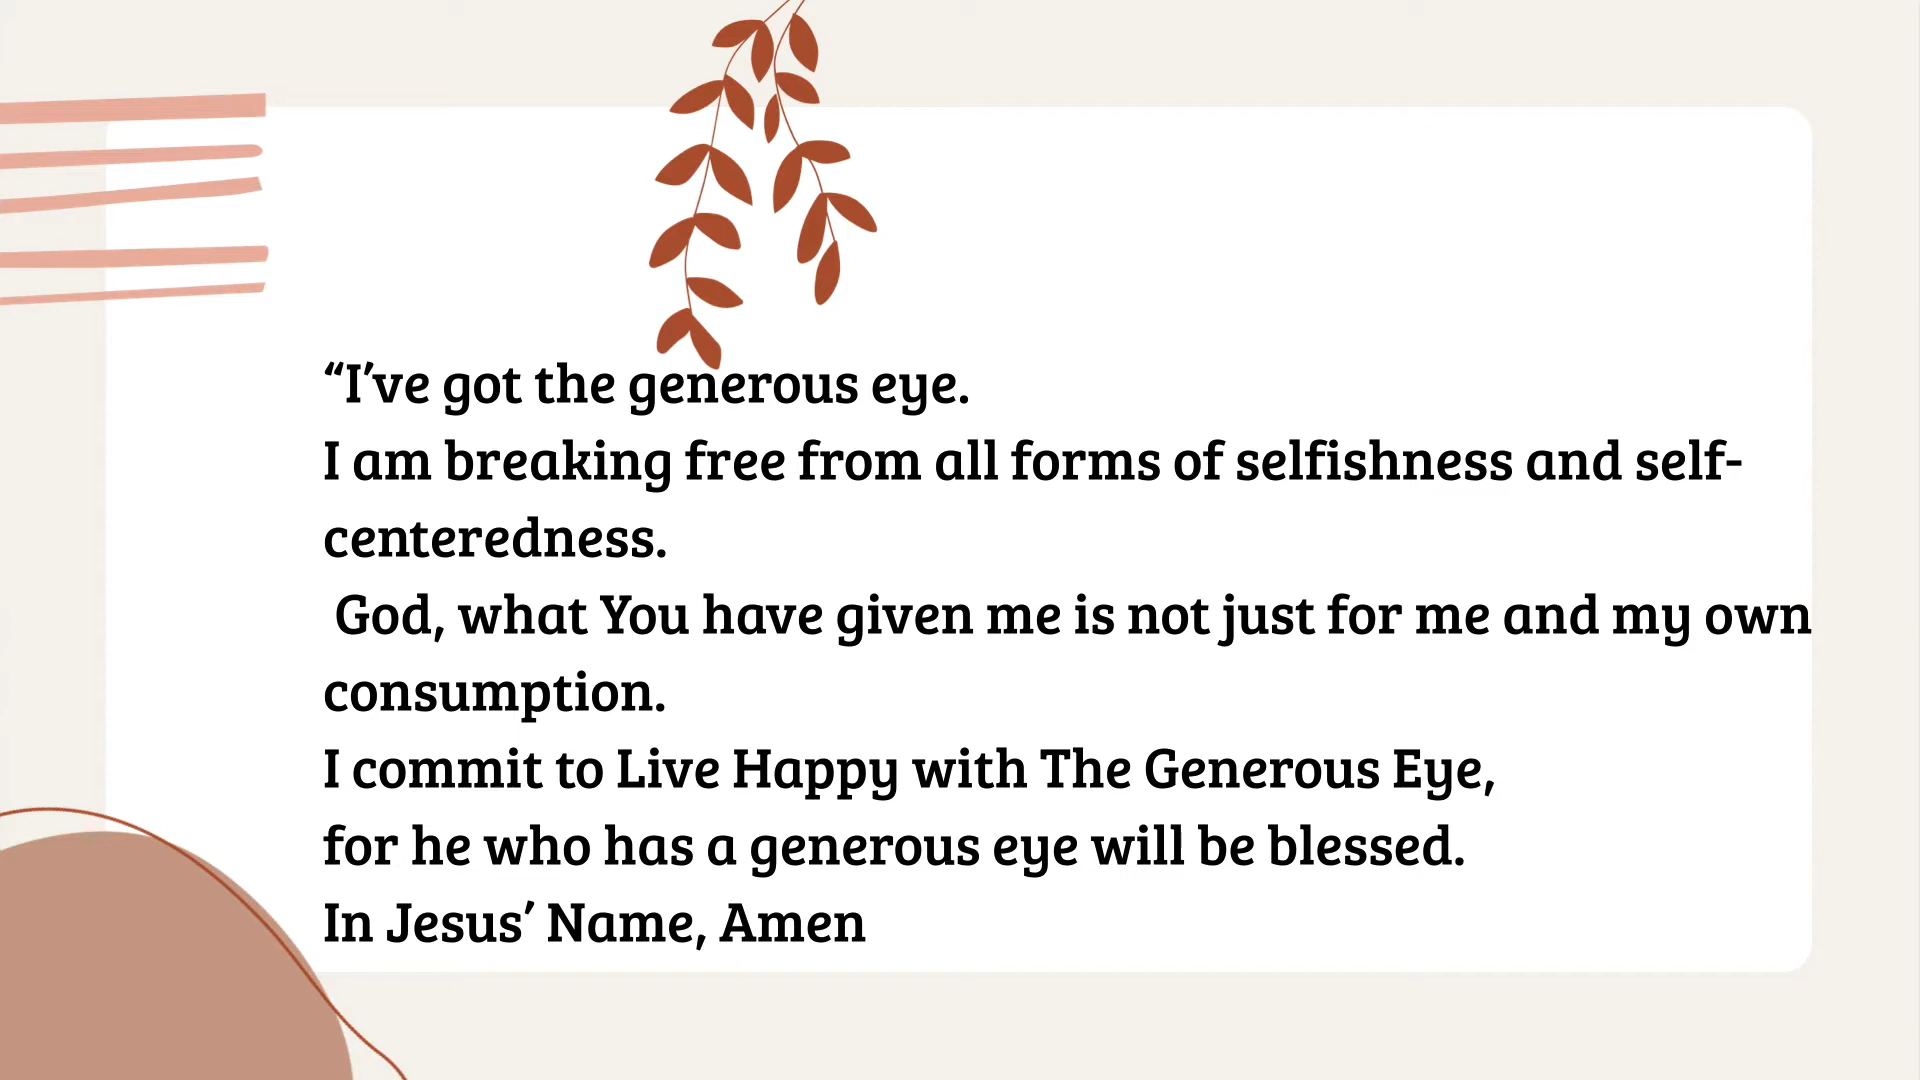 “I’ve got the generous eye.
I am breaking free from all forms of selfishness and self-
centeredness.
God, what You have given me is not just for me and my own
consumption.
I commit to Live Happy with The Generous Eye,
for he who has a generous eye will be blessed.
In Jesus’ Name, Amen